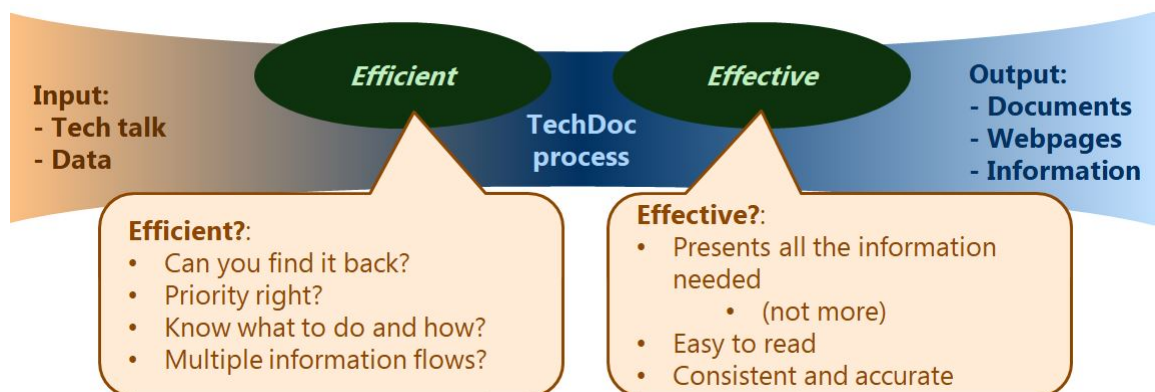 Efficient
Effective
Input:
- Tech talk
- Data
TechDoc
process
Output:
- Documents
- Webpages
- Information
Efficient?:
• Can you find it back?
• Priority right?
• Know what to do and how?
• Multiple information flows?
Effective?:
• Presents all the information
needed
• (not more)
• Easy to read
• Consistent and accurate